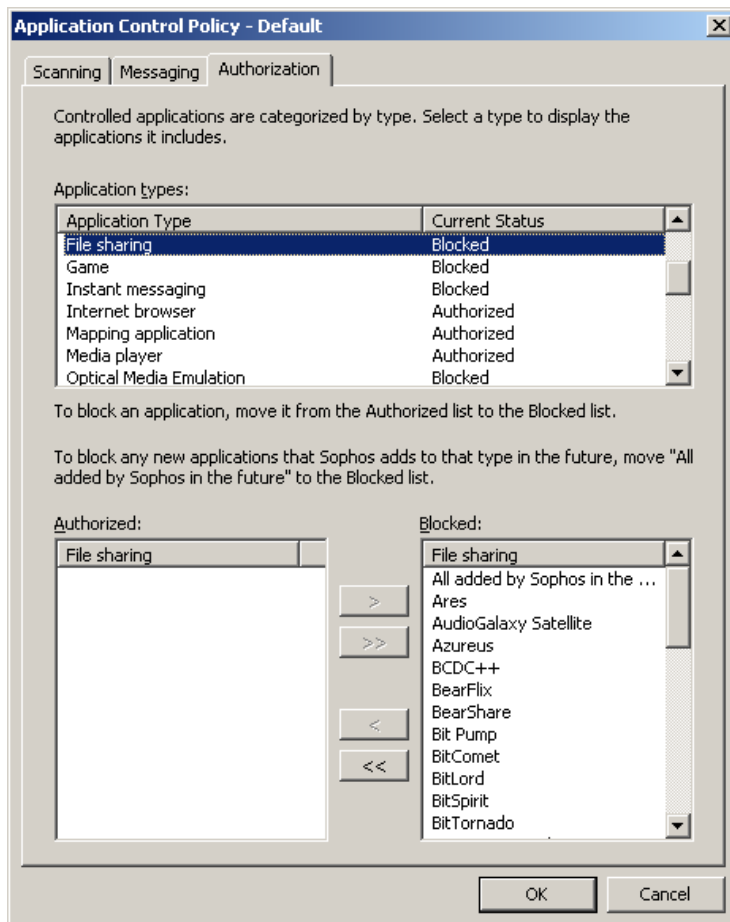 Application Control Policy - Default
Scanning Messaging Authorization
Controlled applications are categorized by type. Select a type to display the
applications it includes.
Application types:
Application Type Current Status
File sharing Blocked
Game Blocked
Instant messaging Blocked
Internet browser Authorized
Mapping application Authorized
Media player Authorized
Optical Media Emulation Blocked
To block an application, move it from the Authorized list to the Blocked list.
To block any new applications that Sophos adds to that type in the future, move "All
added by Sophos in the future" to the Blocked list.
Authorized:
File sharing
>
>>
<
<<
Blocked:
File sharing
All added by Sophos in the ...
Ares
AudioGalaxy Satellite
Azureus
BCDC++
BearFlix
BearShare
Bit Pump
BitComet
BitLord
BitSpirit
BitTornado
OK Cancel